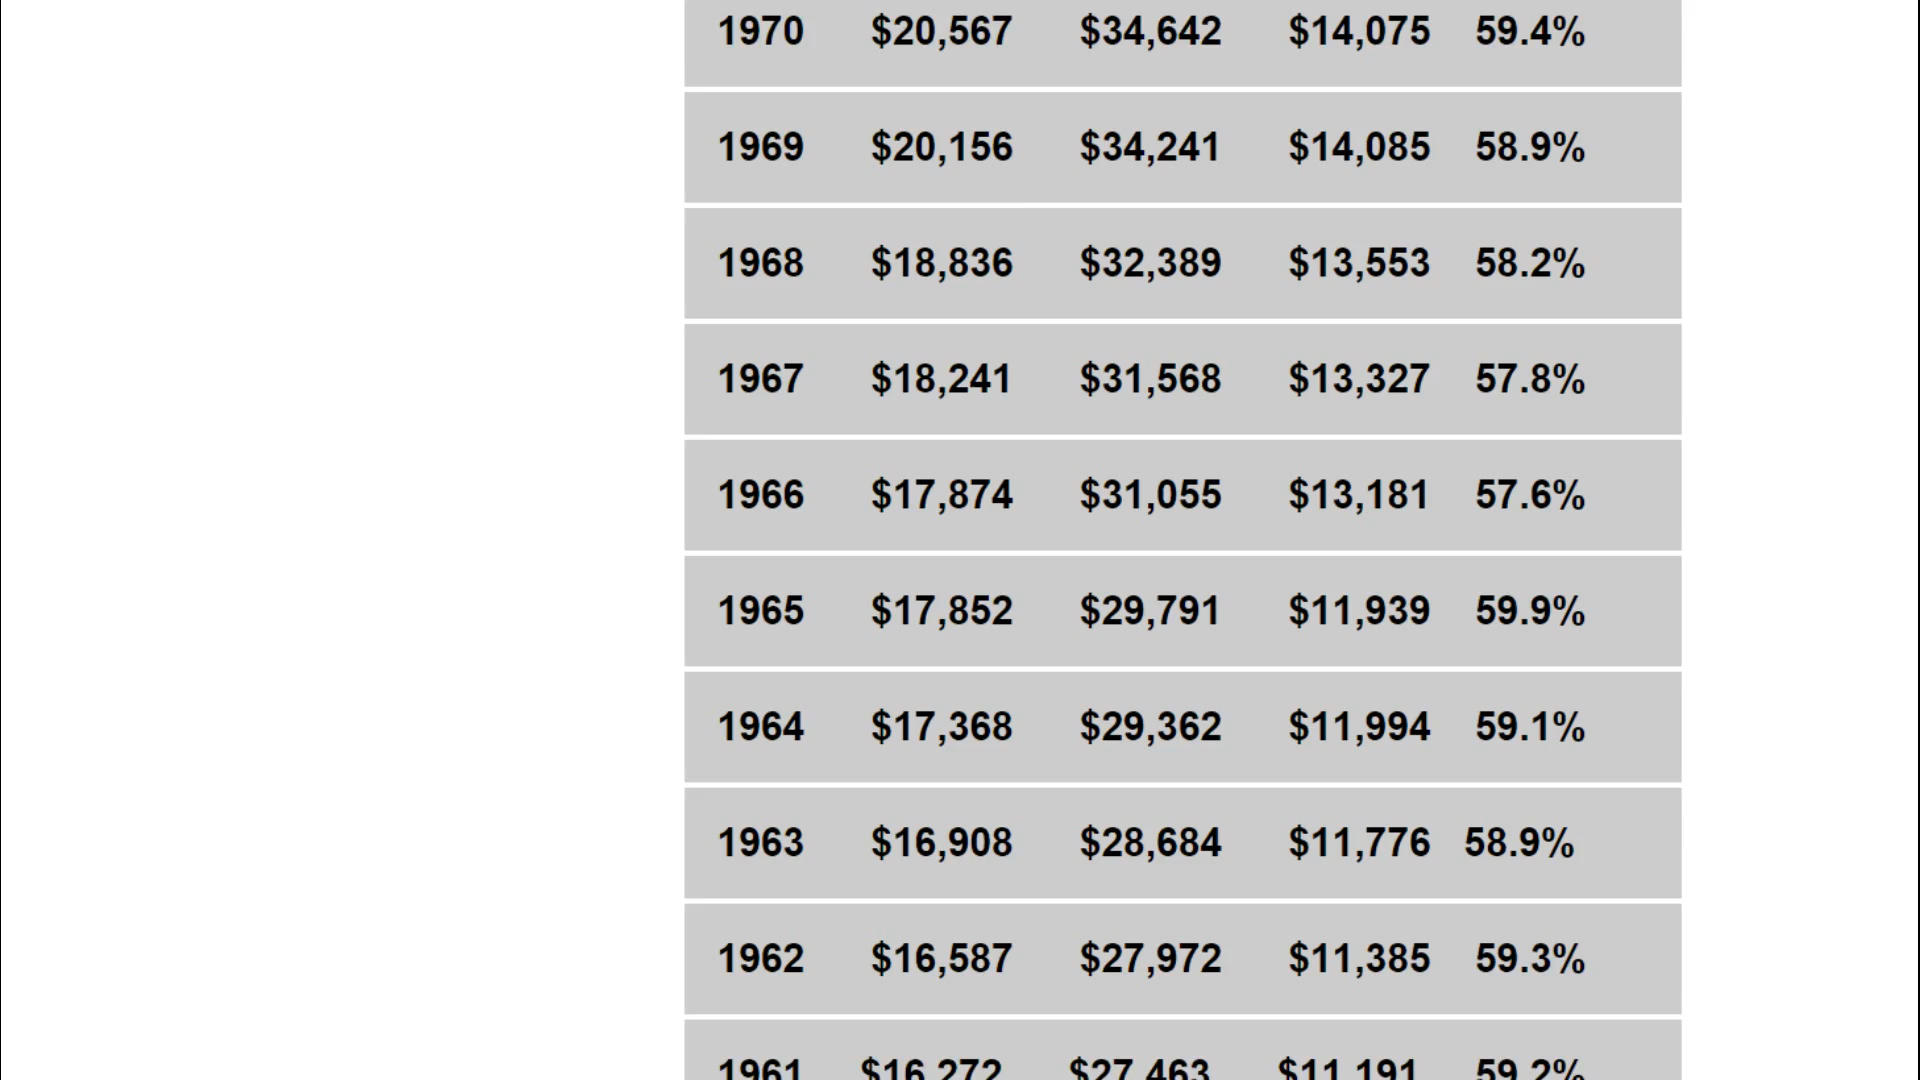 1970 $20,567 $34,642 $14,075 59.4%
1969 $20,156 $34,241 $14,085 58.9%
1968 $18,836 $32,389 $13,553 58.2%
1967 $18,241 $31,568 $13,327 57.8%
1966 $17,874 $31,055 $13,181 57.6%
1965 $17,852 $29,791 $11,939 59.9%
1964 $17,368 $29,362 $11,994 59.1%
1963 $16,908 $28,684 $11,776 58.9%
1962 $16,587 $27,972 $11,385 59.3%
1961 $16,272 $27,463 $11,191 59.2%